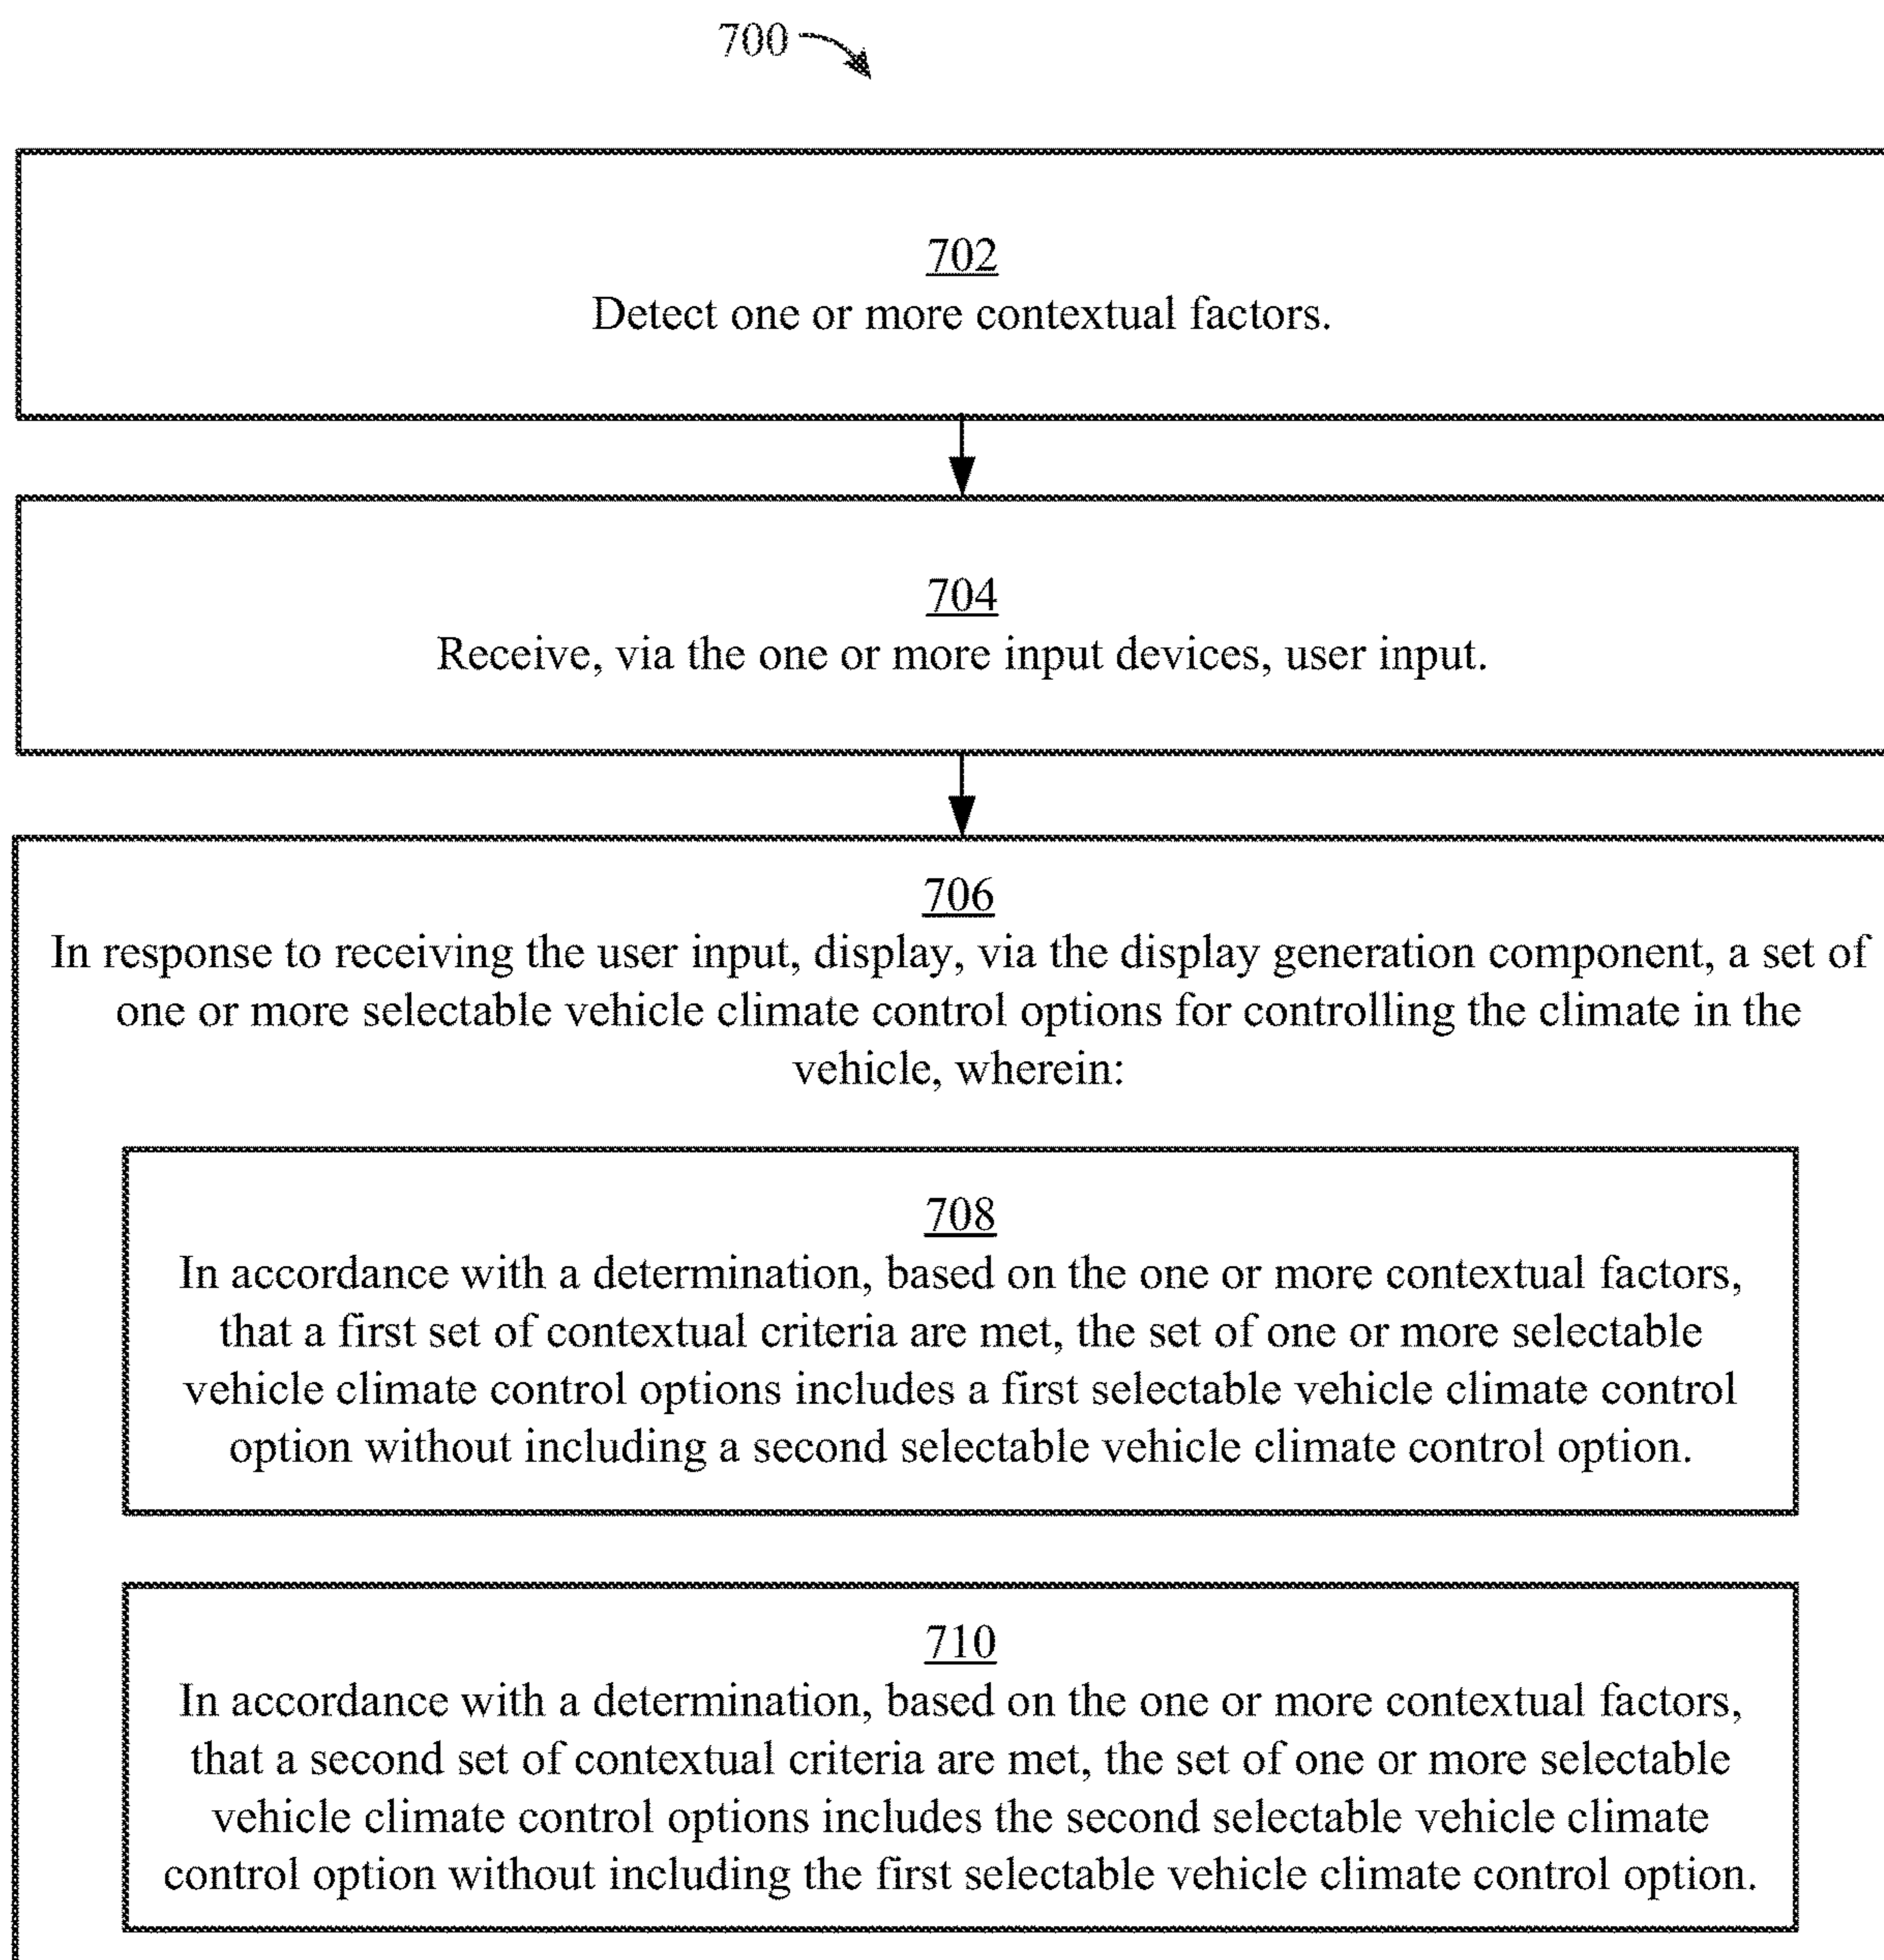 700
702
Detect one or more contextual factors.
704
Receive, via the one or more input devices, user input.
706
In response to receiving the user input, display, via the display generation component, a set of
one or more selectable vehicle climate control options for controlling the climate in the
vehicle, wherein:
708
In accordance with a determination, based on the one or more contextual factors,
that a first set of contextual criteria are met, the set of one or more selectable
vehicle climate control options includes a first selectable vehicle climate control
option without including a second selectable vehicle climate control option.
710
In accordance with a determination, based on the one or more contextual factors,
that a second set of contextual criteria are met, the set of one or more selectable
vehicle climate control options includes the second selectable vehicle climate
control option without including the first selectable vehicle climate control option.